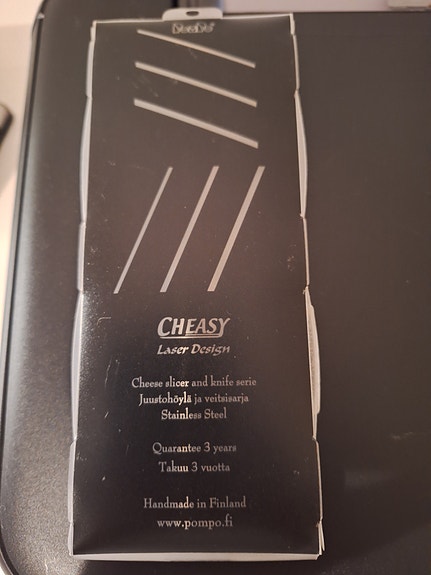 CHEASY
Laser Design
Cheese slicer and knife serie
Juustohöylä ja veitsisarja
Stainless Steel
Quarantee 3 years
Takuu 3 vuotta
Handmade in Finland
www.pompo.fi